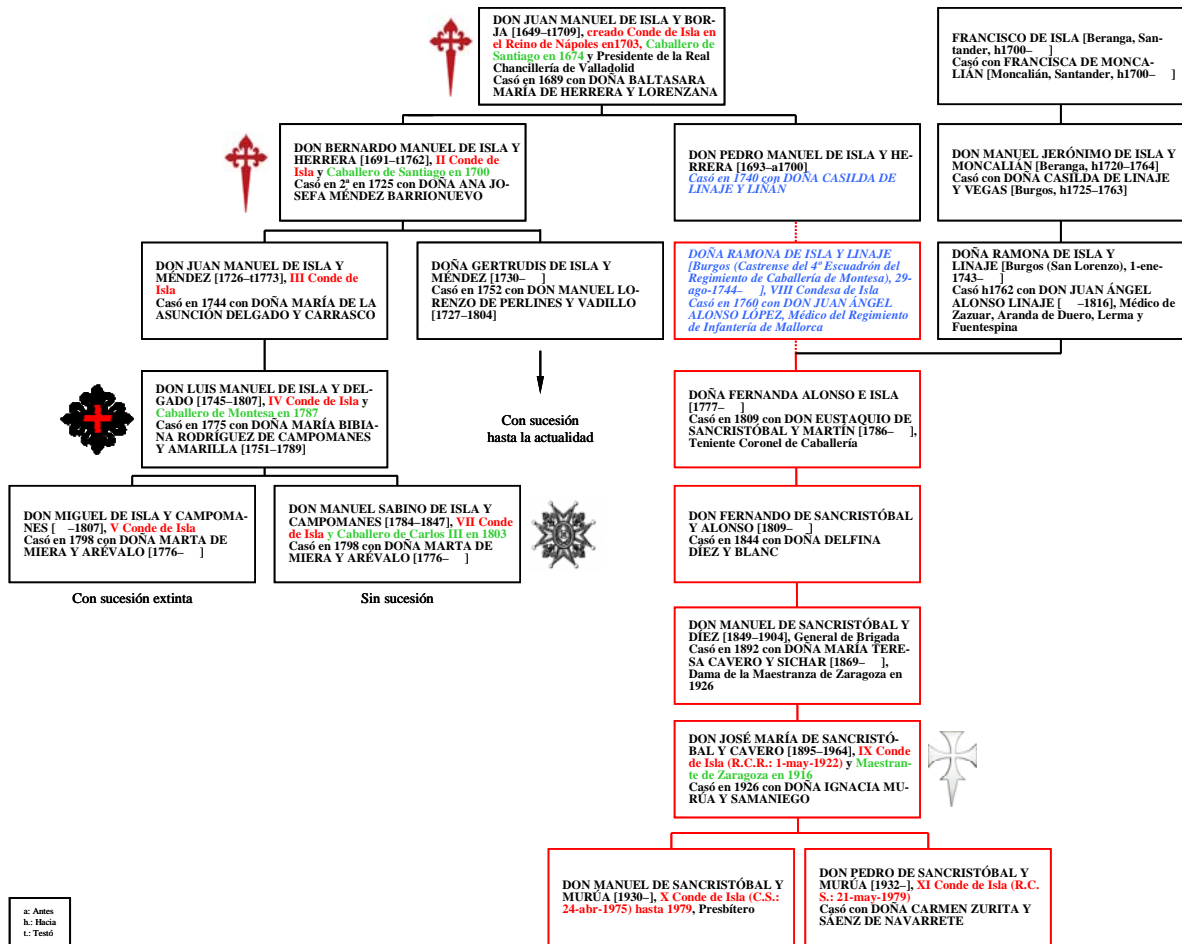 DON JUAN MANUEL DE ISLA Y BOR-
JA [1649–t1709], creado Conde de Isla en
el Reino de Nápoles en1703, Caballero de
Santiago en 1674 y Presidente de la Real
Chancillería de Valladolid
Casó en 1689 con DOÑA BALTASARA
MARÍA DE HERRERA Y LORENZANA
FRANCISCO DE ISLA [Beranga, San-
tander, h1700– ]
Casó con FRANCISCA DE MONCA-
LIÁN [Moncalián, Santander, h1700– ]
DON BERNARDO MANUEL DE ISLA Y
HERRERA [1691–t1762], II Conde de
Isla y Caballero de Santiago en 1700
Casó en 2ª en 1725 con DOÑA ANA JO-
SEFA MÉNDEZ BARRIONUEVO
DON PEDRO MANUEL DE ISLA Y HE-
RRERA [1693–a1700]
Casó en 1740 con DOÑA CASILDA DE
LINAJE Y LIÑÁN
DON MANUEL JERÓNIMO DE ISLA Y
MONCALIÁN [Beranga, h1720–1764]
Casó con DOÑA CASILDA DE LINAJE
Y VEGAS [Burgos, h1725–1763]
DON JUAN MANUEL DE ISLA Y
MÉNDEZ [1726–t1773], III Conde de
Isla
Casó en 1744 con DOÑA MARÍA DE LA
ASUNCIÓN DELGADO Y CARRASCO
DOÑA GERTRUDIS DE ISLA Y
MÉNDEZ [1730– ]
Casó en 1752 con DON MANUEL LO-
RENZO DE PERLINES Y VADILLO
[1727–1804]
DOÑA RAMONA DE ISLA Y LINAJE
[Burgos (Castrense del 4º Escuadrón del
Regimiento de Caballería de Montesa), 29-
ago-1744– ], VIII Condesa de Isla
Casó en 1760 con DON JUAN ÁNGEL
ALONSO LÓPEZ, Médico del Regimiento
de Infantería de Mallorca
DOÑA RAMONA DE ISLA Y
LINAJE [Burgos (San Lorenzo), 1-ene-
1743– ]
Casó h1762 con DON JUAN ÁNGEL
ALONSO LINAJE [ –1816], Médico de
Zazuar, Aranda de Duero, Lerma y
Fuentespina
DON LUIS MANUEL DE ISLA Y DEL-
GADO [1745–1807], IV Conde de Isla y
Caballero de Montesa en 1787
Casó en 1775 con DOÑA MARÍA BIBIA-
NA RODRÍGUEZ DE CAMPOMANES
Y AMARILLA [1751–1789]
Con sucesión
hasta la actualidad
DOÑA FERNANDA ALONSO E ISLA
[1777– ]
Casó en 1809 con DON EUSTAQUIO DE
SANCRISTÓBAL Y MARTÍN [1786– ],
Teniente Coronel de Caballería
DON MIGUEL DE ISLA Y CAMPOMA-
NES [ –1807], V Conde de Isla
Casó en 1798 con DOÑA MARTA DE
MIERA Y ARÉVALO [1776– ]
DON MANUEL SABINO DE ISLA Y
CAMPOMANES [1784–1847], VII Conde
de Isla y Caballero de Carlos III en 1803
Casó en 1798 con DOÑA MARTA DE
MIERA Y ARÉVALO [1776– ]
DON FERNANDO DE SANCRISTÓBAL
Y ALONSO [1809– ]
Casó en 1844 con DOÑA DELFINA
DÍEZ Y BLANC
Con sucesión extinta
Sin sucesión
DON MANUEL DE SANCRISTÓBAL Y
DÍEZ [1849–1904], General de Brigada
Casó en 1892 con DOÑA MARÍA TERE-
SA CAVERO Y SICHAR [1869– ],
Dama de la Maestranza de Zaragoza en
1926
DON JOSÉ MARÍA DE SANCRISTÓ-
BAL Y CAVERO [1895–1964], IX Conde
de Isla (R.C.R.: 1-may-1922) y Maestran-
te de Zaragoza en 1916
Casó en 1926 con DOÑA IGNACIA MU-
RÚA Y SAMANIEGO
DON MANUEL DE SANCRISTÓBAL Y
MURÚA [1930–], X Conde de Isla (C.S.:
24-abr-1975) hasta 1979, Presbítero
DON PEDRO DE SANCRISTÓBAL Y
MURÚA [1932–], XI Conde de Isla (R.C.
S.: 21-may-1979)
Casó con DOÑA CARMEN ZURITA Y
SÁENZ DE NAVARRETE
a: Antes
h.: Hacia
t.: Testó